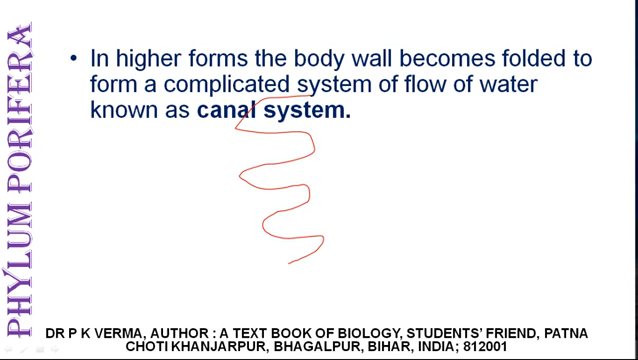 PHYLUM PORIFERA
• In higher forms the body wall becomes folded to
form a complicated system of flow of water
known as canal system.
DR P K VERMA, AUTHOR : A TEXT BOOK OF BIOLOGY, STUDENTS' FRIEND, PATNA
CHOTI KHANJARPUR, BHAGALPUR, BIHAR, INDIA; 812001